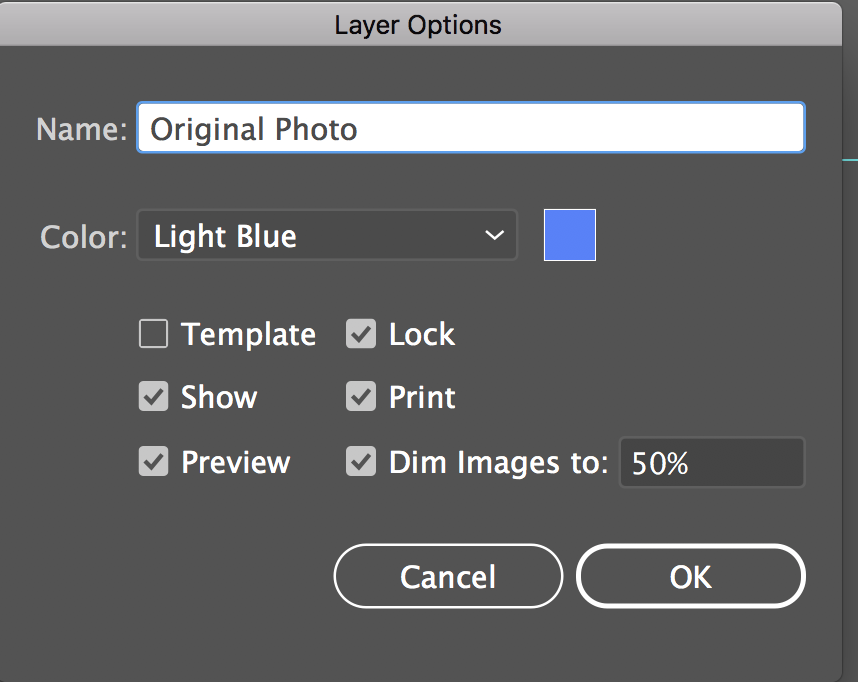 Layer Options
Name: Original Photo
Color: Light Blue
Template Lock
Show Print
Preview Dim Images to: 50%
Cancel OK